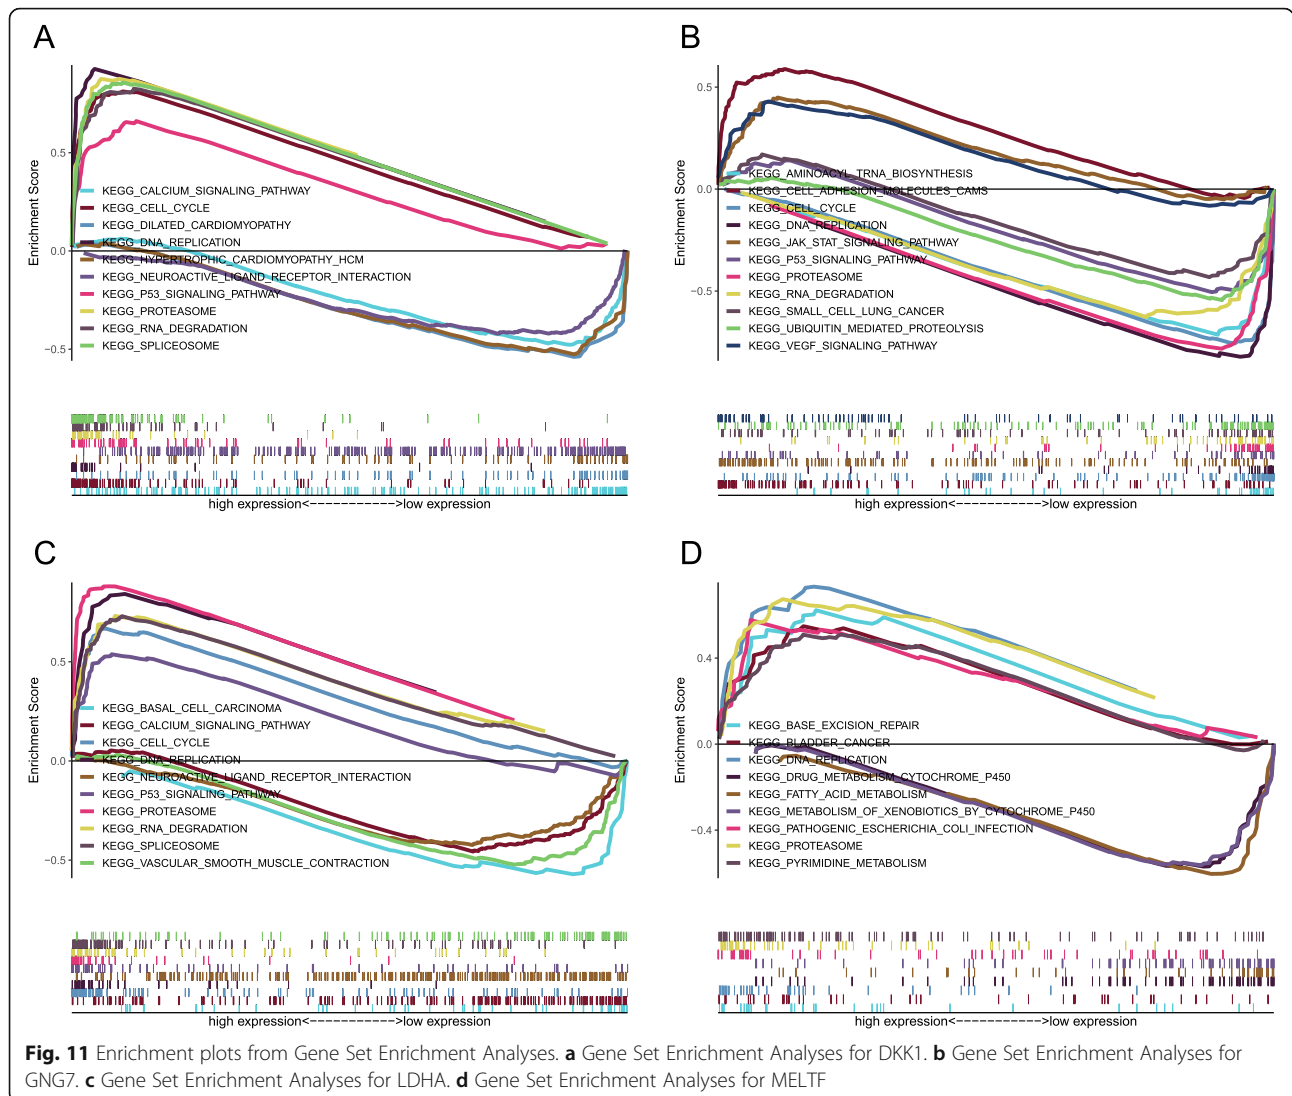 A
Enrichment Score
0.5
0.0
−0.5
KEGG_CALCIUM_SIGNALING_PATHWAY
KEGG_CELL_CYCLE
KEGG_DILATED_CARDIOMYOPATHY
KEGG_DNA_REPLICATION
KEGG_HYPERTROPHIC_CARDIOMYOPATHY_HCM
KEGG_NEUROACTIVE_LIGAND_RECEPTOR_INTERACTION
KEGG_P53_SIGNALING_PATHWAY
KEGG_PROTEASOME
KEGG_RNA_DEGRADATION
KEGG_SPLICEOSOME
high expression<−−−−−−−−−−−>low expression
B
Enrichment Score
0.5
0.0
−0.5
KEGG_AMINOACYL_TRNA_BIOSYNTHESIS
KEGG_CELL_ADHESION_MOLECULES_CAMS
KEGG_CELL_CYCLE
KEGG_DNA_REPLICATION
KEGG_JAK_STAT_SIGNALING_PATHWAY
KEGG_P53_SIGNALING_PATHWAY
KEGG_PROTEASOME
KEGG_RNA_DEGRADATION
KEGG_SMALL_CELL_LUNG_CANCER
KEGG_UBIQUITIN_MEDIATED_PROTEOLYSIS
KEGG_VEGF_SIGNALING_PATHWAY
high expression<−−−−−−−−−−−>low expression
C
Enrichment Score
0.5
0.0
−0.5
KEGG_BASAL_CELL_CARCINOMA
KEGG_CALCIUM_SIGNALING_PATHWAY
KEGG_CELL_CYCLE
KEGG_DNA_REPLICATION
KEGG_NEUROACTIVE_LIGAND_RECEPTOR_INTERACTION
KEGG_P53_SIGNALING_PATHWAY
KEGG_PROTEASOME
KEGG_RNA_DEGRADATION
KEGG_SPLICEOSOME
KEGG_VASCULAR_SMOOTH_MUSCLE_CONTRACTION
high expression<−−−−−−−−−−−>low expression
D
Enrichment Score
0.4
0.0
−0.4
KEGG_BASE_EXCISION_REPAIR
KEGG_BLADDER_CANCER
KEGG_DNA_REPLICATION
KEGG_DRUG_METABOLISM_CYTOCHROME_P450
KEGG_FATTY_ACID_METABOLISM
KEGG_METABOLISM_OF_XENOBIOTICS_BY_CYTOCHROME_P450
KEGG_PATHOGENIC_ESCHERICHIA_COLI_INFECTION
KEGG_PROTEASOME
KEGG_PYRIMIDINE_METABOLISM
high expression<−−−−−−−−−−−>low expression
Fig. 11 Enrichment plots from Gene Set Enrichment Analyses. a Gene Set Enrichment Analyses for DKK1. b Gene Set Enrichment Analyses for
GNG7. c Gene Set Enrichment Analyses for LDHA. d Gene Set Enrichment Analyses for MELTF